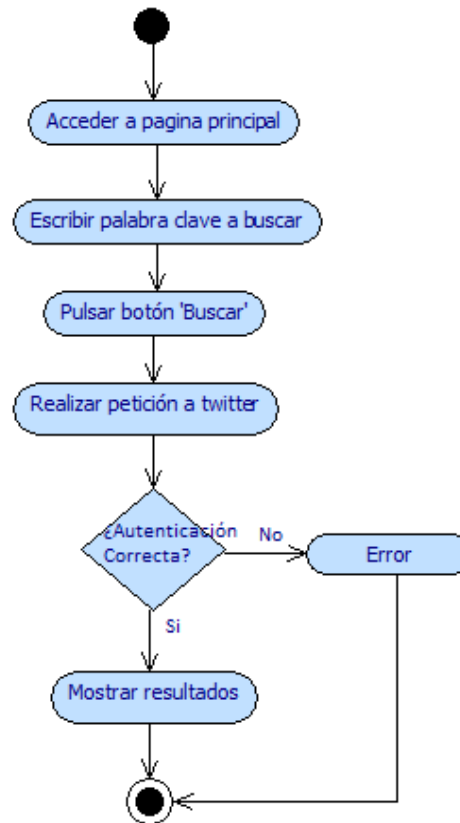 Acceder a pagina principal
Escribir palabra clave a buscar
Pulsar botón 'Buscar'
Realizar petición a twitter
¿Autenticación
Correcta?
No
Error
Si
Mostrar resultados